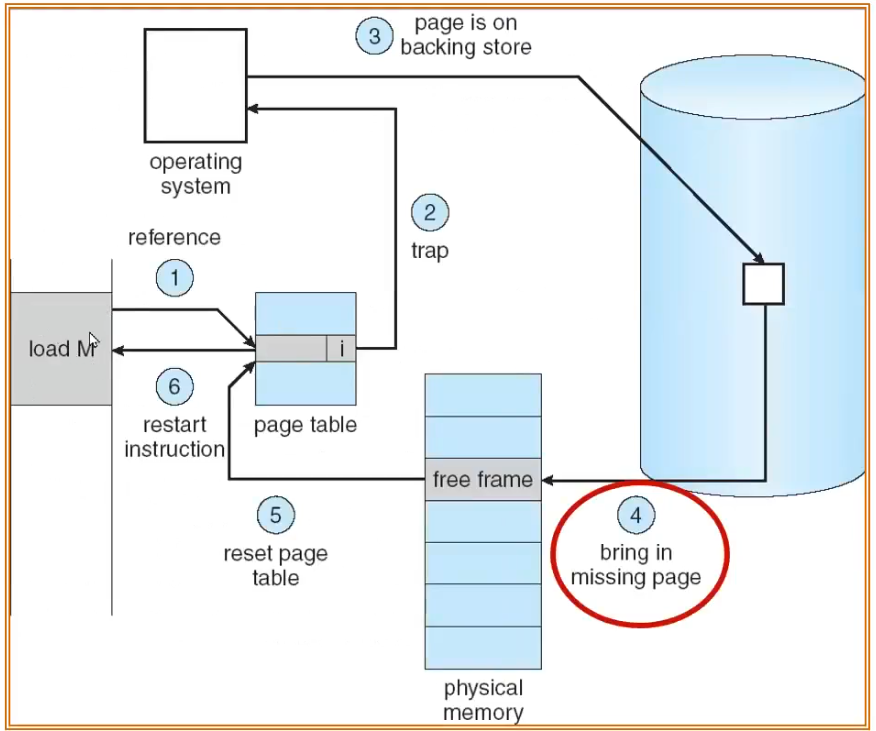 3
page is on
backing store
operating
system
2
trap
reference
1
load M
i
6
restart
instruction
page table
free frame
5
reset page
table
4
bring in
missing page
physical
memory